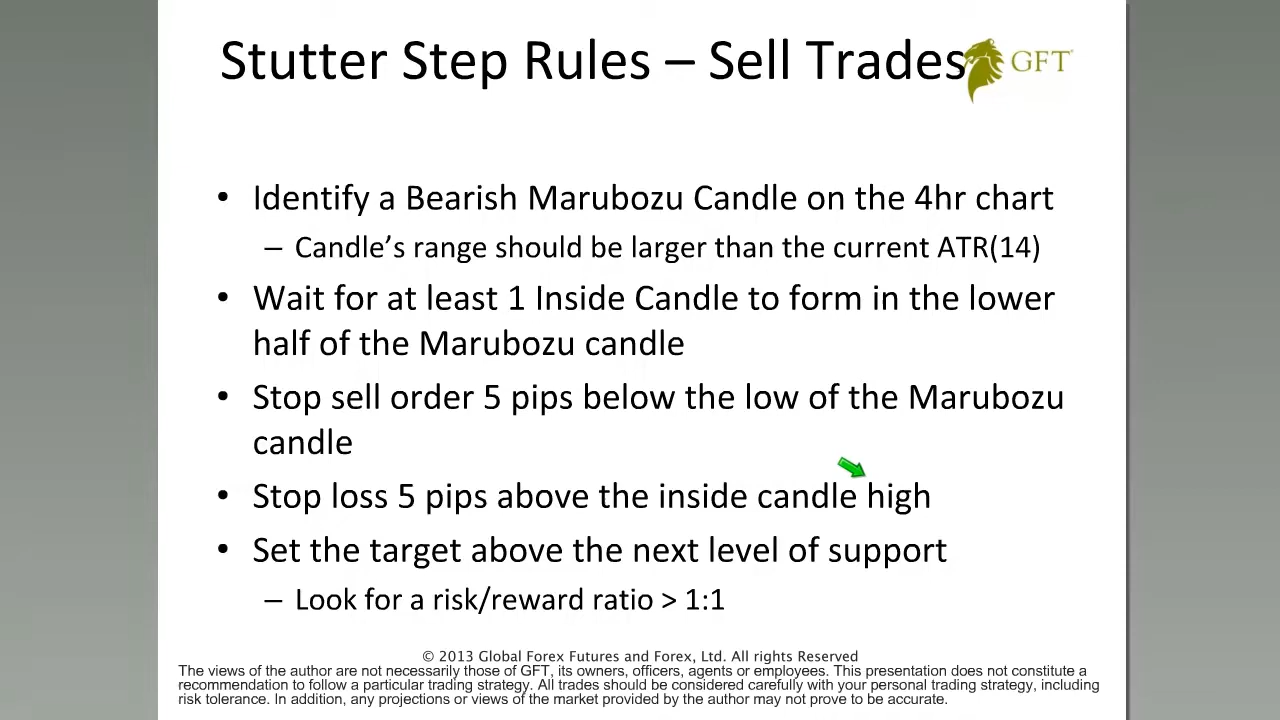 Stutter Step Rules – Sell Trades
GFT
• Identify a Bearish Marubozu Candle on the 4hr chart
– Candle's range should be larger than the current ATR(14)
• Wait for at least 1 Inside Candle to form in the lower
half of the Marubozu candle
• Stop sell order 5 pips below the low of the Marubozu
candle
• Stop loss 5 pips above the inside candle high
• Set the target above the next level of support
– Look for a risk/reward ratio > 1:1
© 2013 Global Forex Futures and Forex, Ltd. All rights Reserved
The views of the author are not necessarily those of GFT, its owners, officers, agents or employees. This presentation does not constitute a
recommendation to follow a particular trading strategy. All trades should be considered carefully with your personal trading strategy, including
risk tolerance. In addition, any projections or views of the market provided by the author may not prove to be accurate.